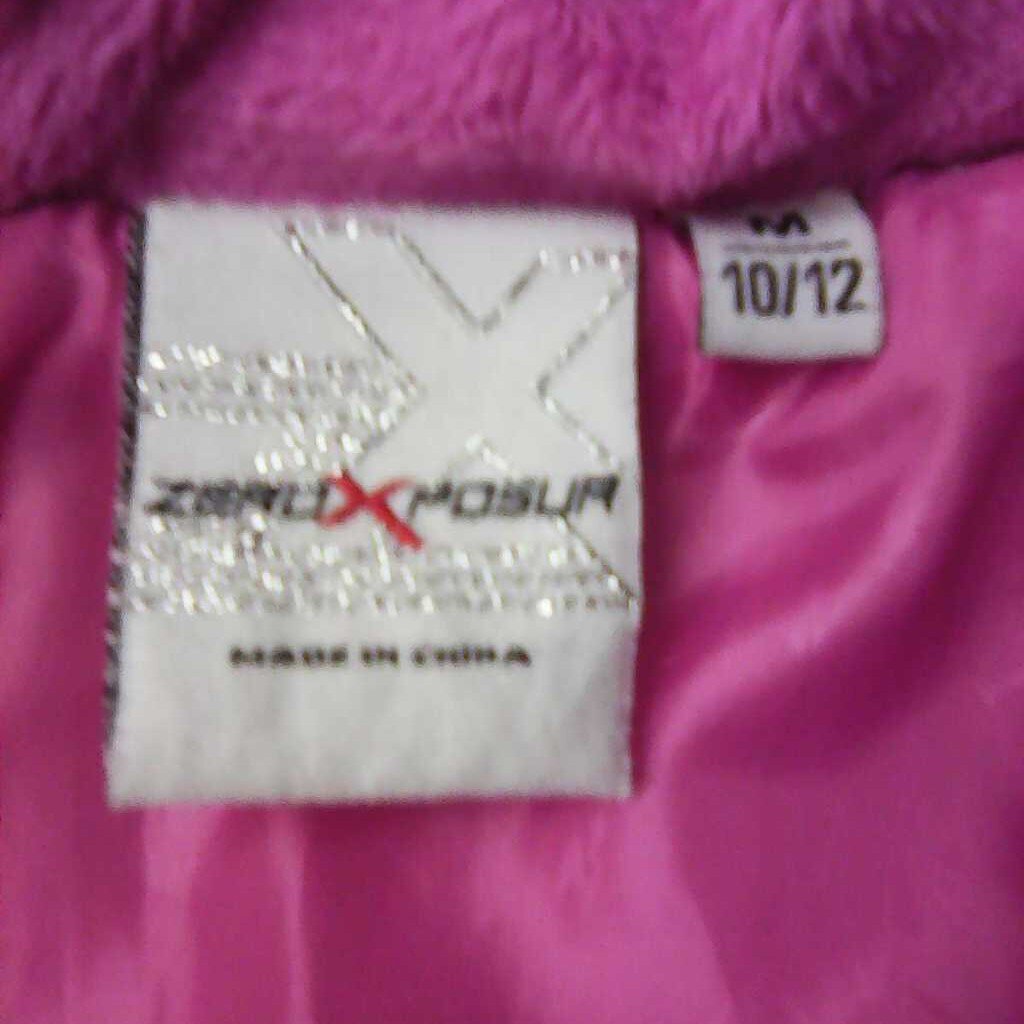 ZEROXPOSUR
MADE IN CHINA
M
10/12